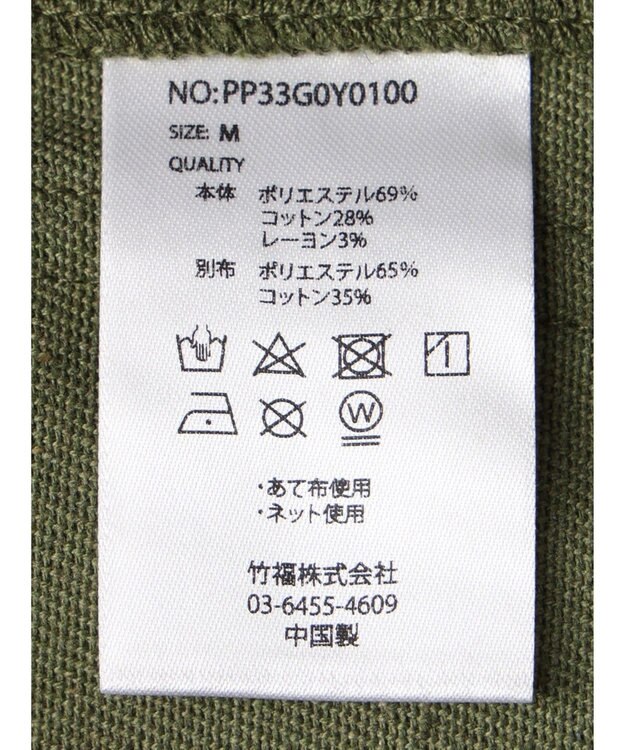 NO:PP33G0Y0100
SIZE: M
QUALITY
本体 ポリエステル69%
コットン28%
レーヨン3%
別布 ポリエステル65%
コットン35%
W
・あて布使用
・ネット使用
竹福株式会社
03-6455-4609
中国製